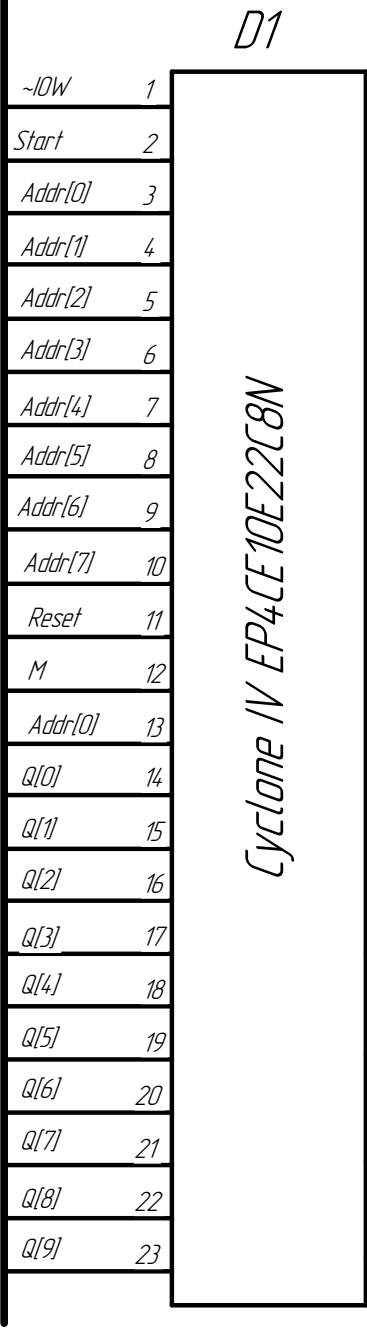 D1
~IOW 1
Start 2
Addr[0] 3
Addr[1] 4
Addr[2] 5
Addr[3] 6
Addr[4] 7
Addr[5] 8
Addr[6] 9
Addr[7] 10
Reset 11
M 12
Addr[0] 13
Q[0] 14
Q[1] 15
Q[2] 16
Q[3] 17
Q[4] 18
Q[5] 19
Q[6] 20
Q[7] 21
Q[8] 22
Q[9] 23
Cyclone IV EP4CE10E22C8N